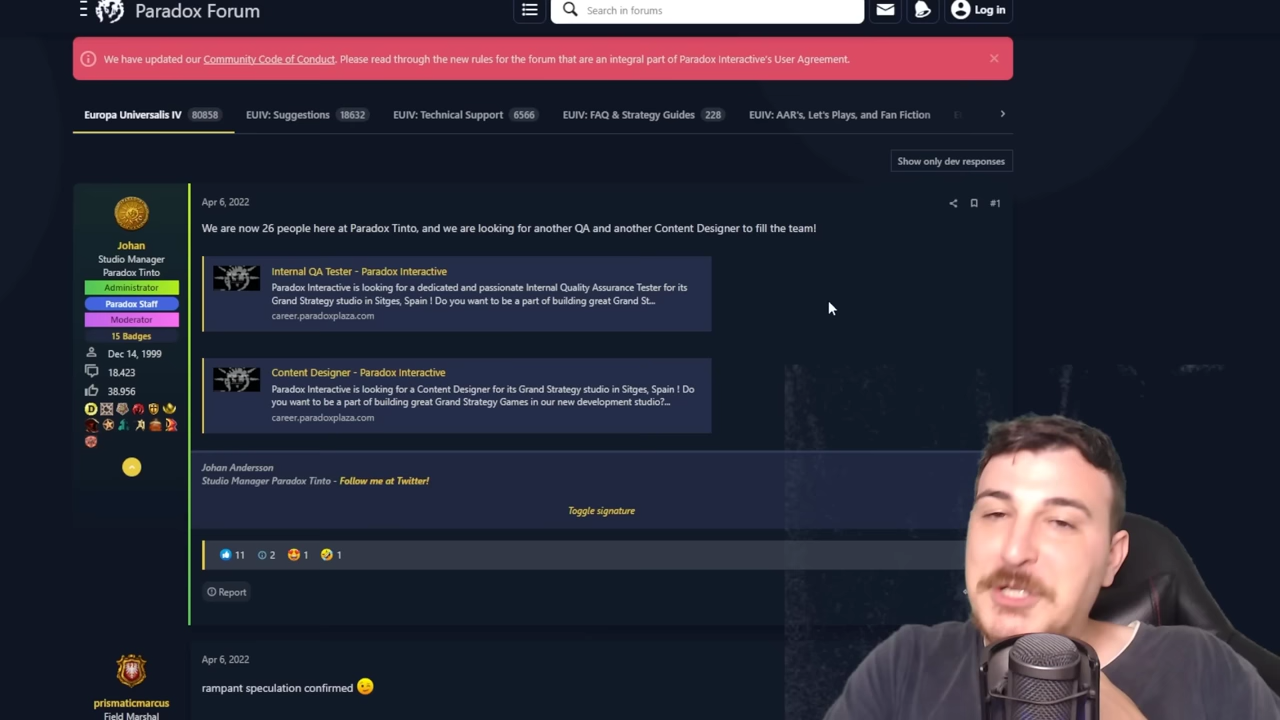 Paradox Forum
Search in forums
Log in
We have updated our Community Code of Conduct. Please read through the new rules for the forum that are an integral part of Paradox Interactive's User Agreement.
Europa Universalis IV 80858 EUIV: Suggestions 18632 EUIV: Technical Support 6566 EUIV: FAQ & Strategy Guides 228 EUIV: AAR's, Let's Plays, and Fan Fiction
Show only dev responses
Johan
Studio Manager
Paradox Tinto
Administrator
Paradox Staff
Moderator
15 Badges
Dec 14, 1999
18.423
38.956
Apr 6, 2022
#1
We are now 26 people here at Paradox Tinto, and we are looking for another QA and another Content Designer to fill the team!
Internal QA Tester - Paradox Interactive
Paradox Interactive is looking for a dedicated and passionate Internal Quality Assurance Tester for its
Grand Strategy studio in Sitges, Spain ! Do you want to be a part of building great Grand St...
career.paradoxplaza.com
Content Designer - Paradox Interactive
Paradox Interactive is looking for a Content Designer for its Grand Strategy studio in Sitges, Spain ! Do
you want to be a part of building great Grand Strategy Games in our new development studio?...
career.paradoxplaza.com
Johan Andersson
Studio Manager Paradox Tinto - Follow me at Twitter!
Toggle signature
11 2 1 1
Report
prismaticmarcus
Field Marshal
Apr 6, 2022
rampant speculation confirmed